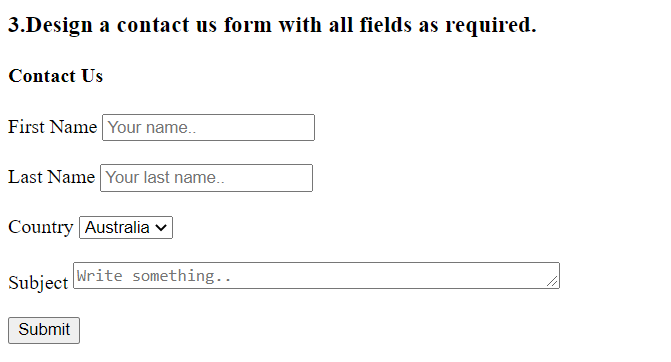 3.Design a contact us form with all fields as required.
Contact Us
First Name Your name..
Last Name Your last name..
Country Australia
Subject Write something..
Submit